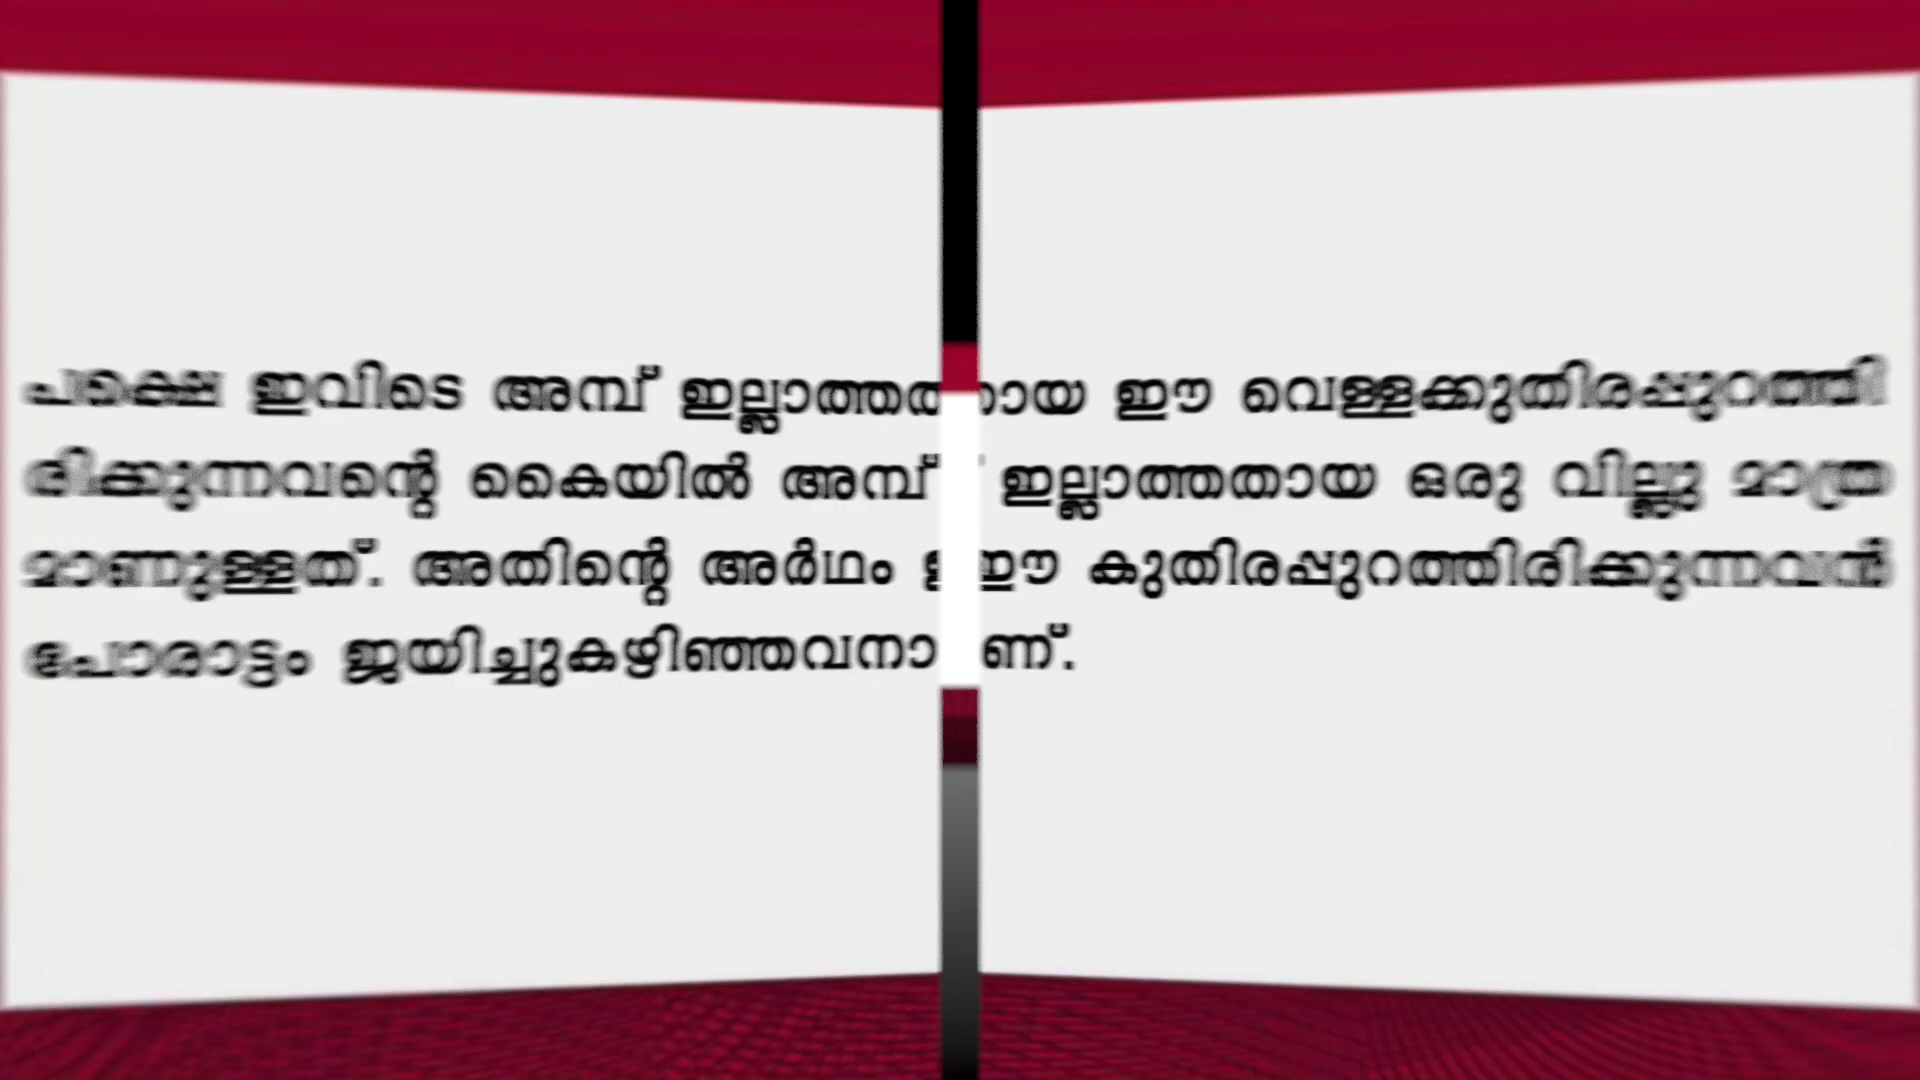 പക്ഷെ ഇവിടെ അമ്പ് ഇല്ലാത്തതായ ഈ വെള്ളക്കുതിരപ്പുറത്തി
രിക്കുന്നവന്റെ കൈയിൽ അമ്പ് ഇല്ലാത്തതായ ഒരു വില്ലു മാത്ര
മാണുള്ളത്. അതിന്റെ അർഥം ഈ കുതിരപ്പുറത്തിരിക്കുന്നവൻ
പോരാട്ടം ജയിച്ചുകഴിഞ്ഞവനാണ്.